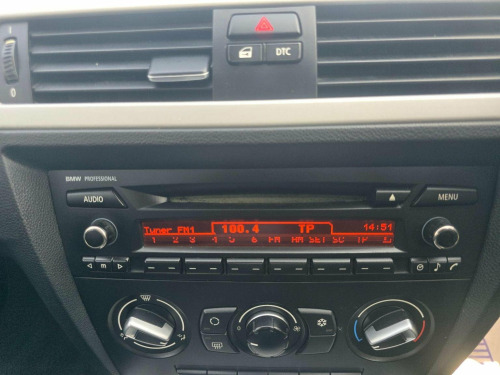 DTC
BMW PROFESSIONAL
AUDIO
MENU
Tuner FM1 100.4 TP 14:51
1 2 3 4 5 6 FM AM SET SC TP
m
0